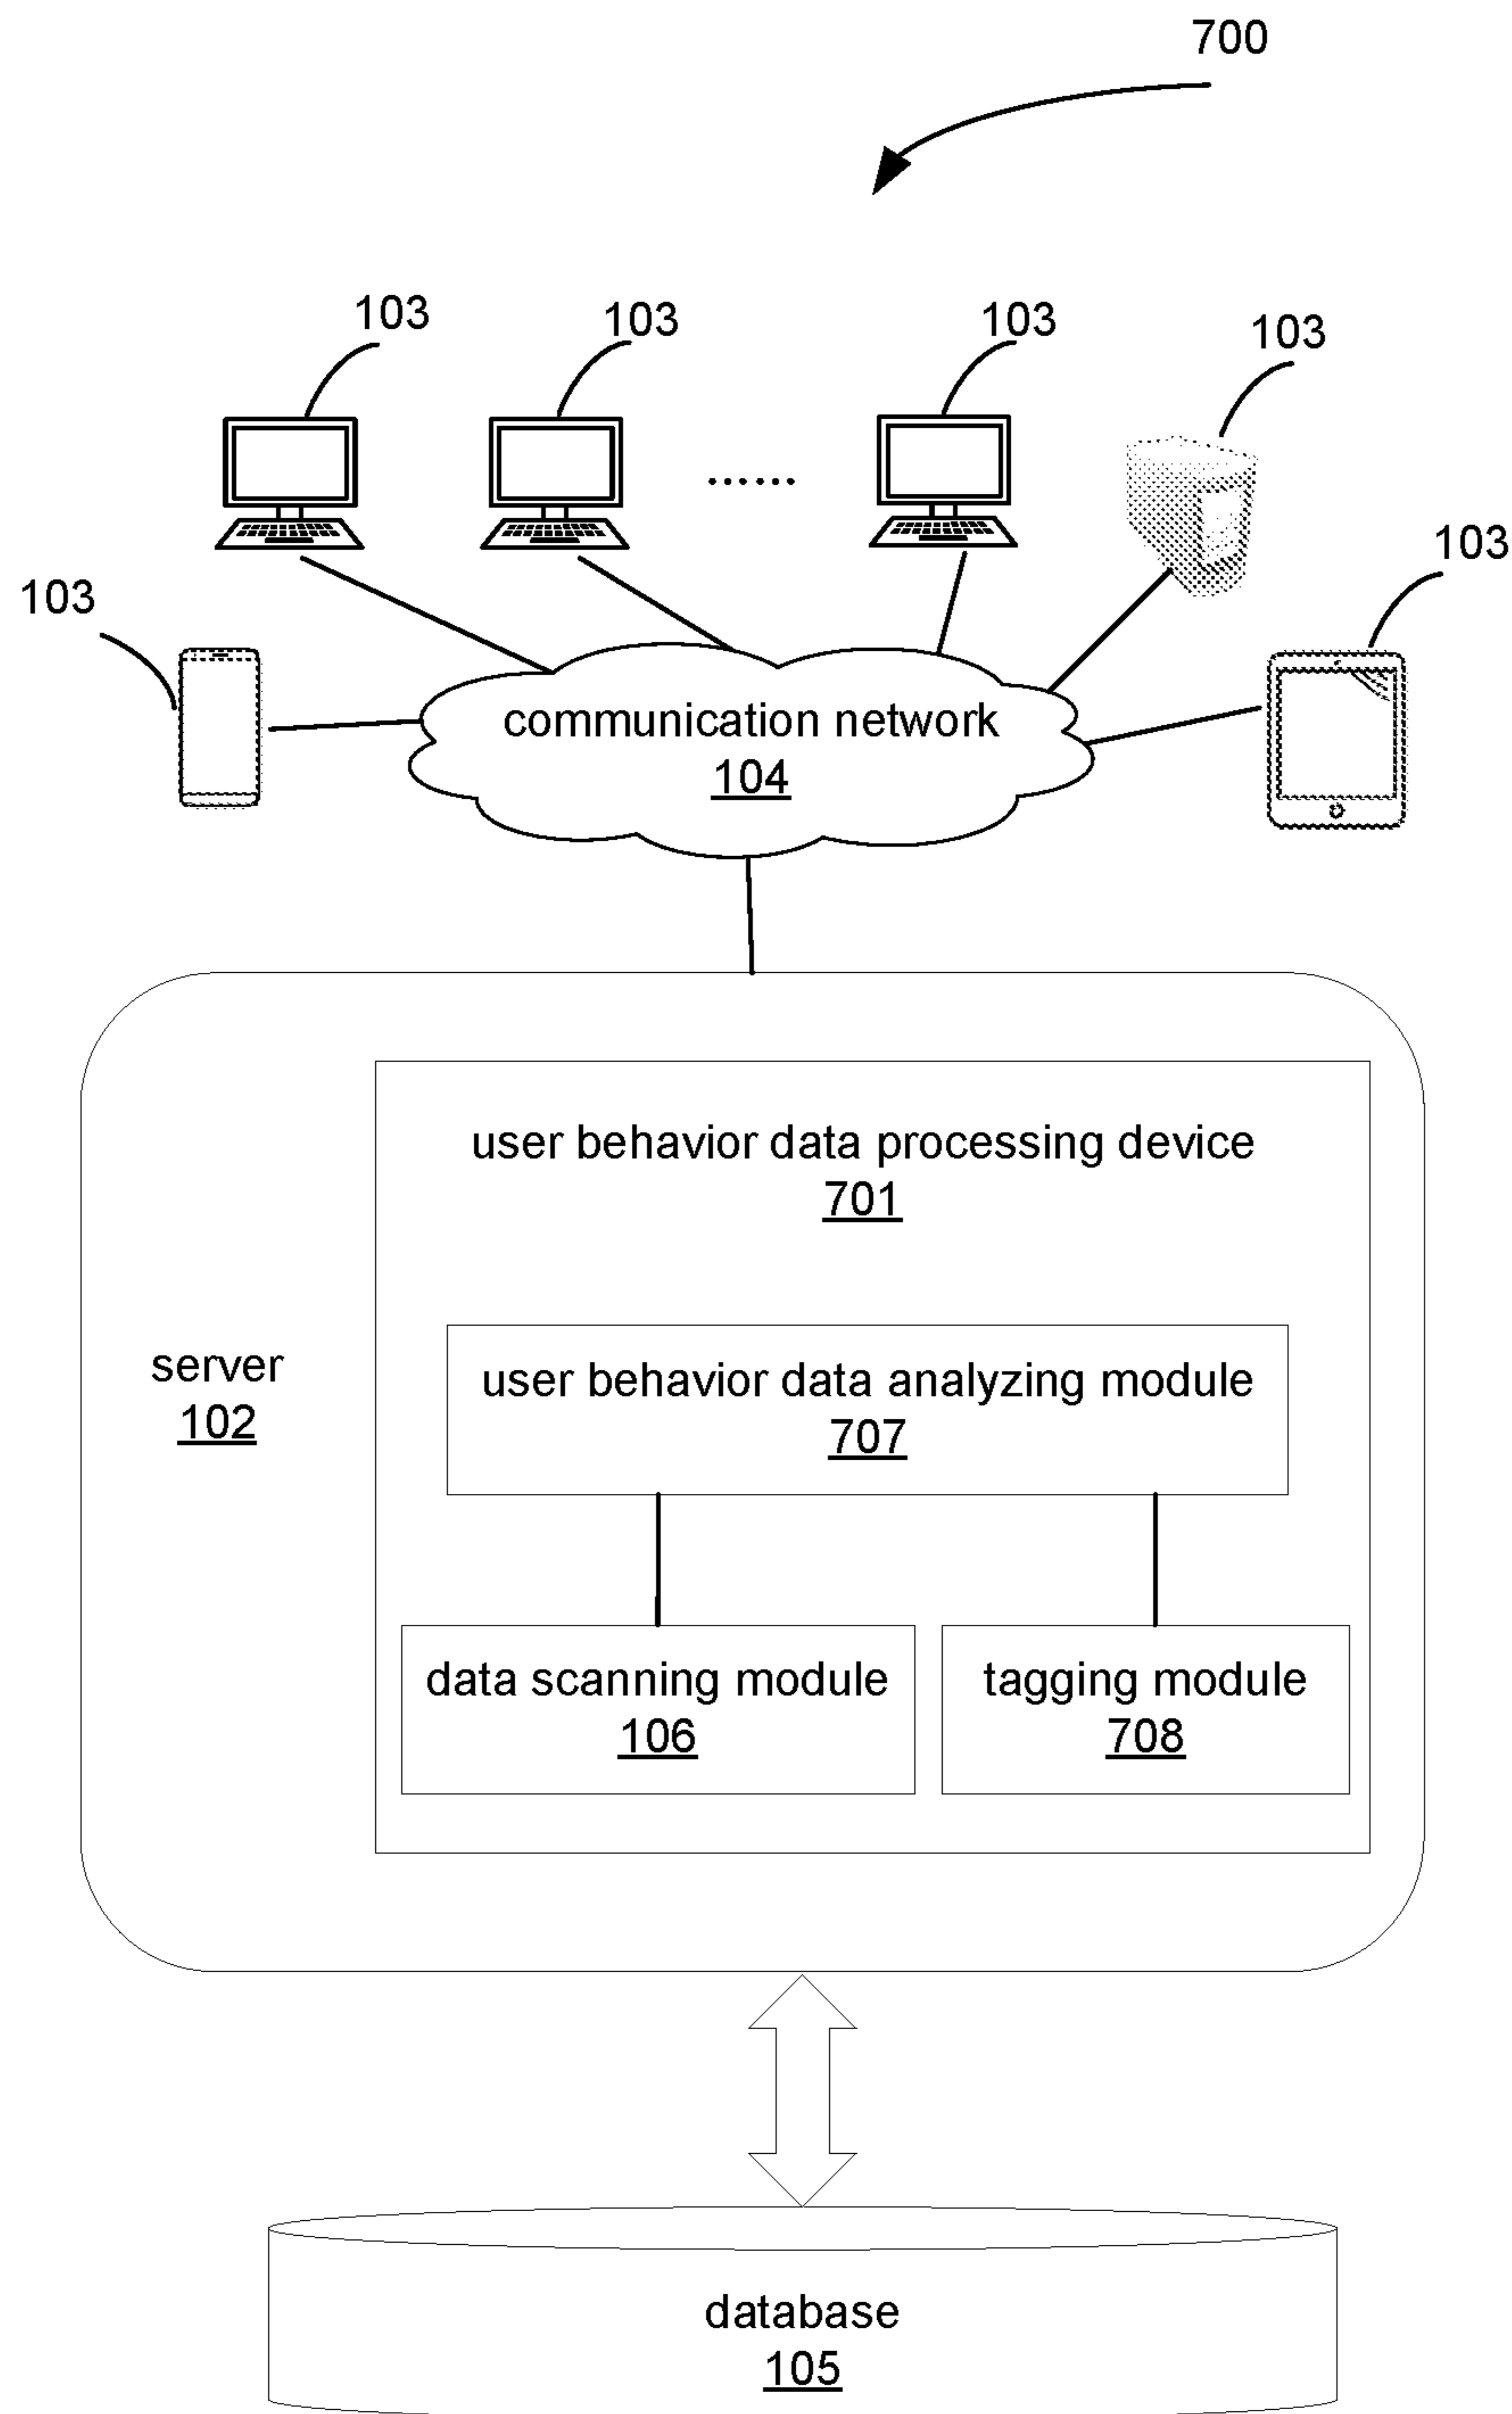 700
103
103
103
103
103
103
communication network
104
user behavior data processing device
701
server
102
user behavior data analyzing module
707
data scanning module
106
tagging module
708
database
105